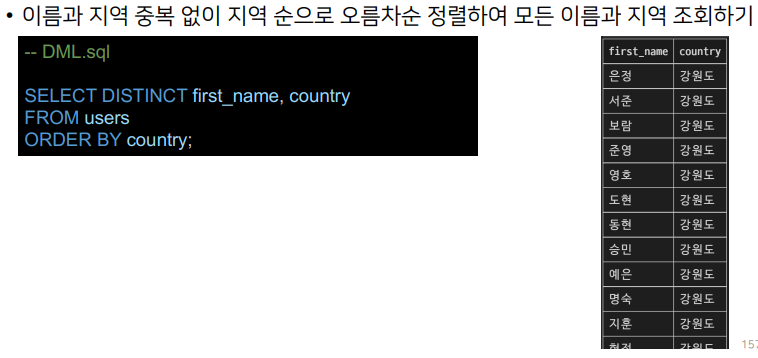 • 이름과 지역 중복 없이 지역 순으로 오름차순 정렬하여 모든 이름과 지역 조회하기
-- DML.sql
SELECT DISTINCT first_name, country
FROM users
ORDER BY country;
first_name country
은정 강원도
서준 강원도
보람 강원도
준영 강원도
영호 강원도
도현 강원도
동현 강원도
승민 강원도
예은 강원도
명숙 강원도
지훈 강원도
강원도
157